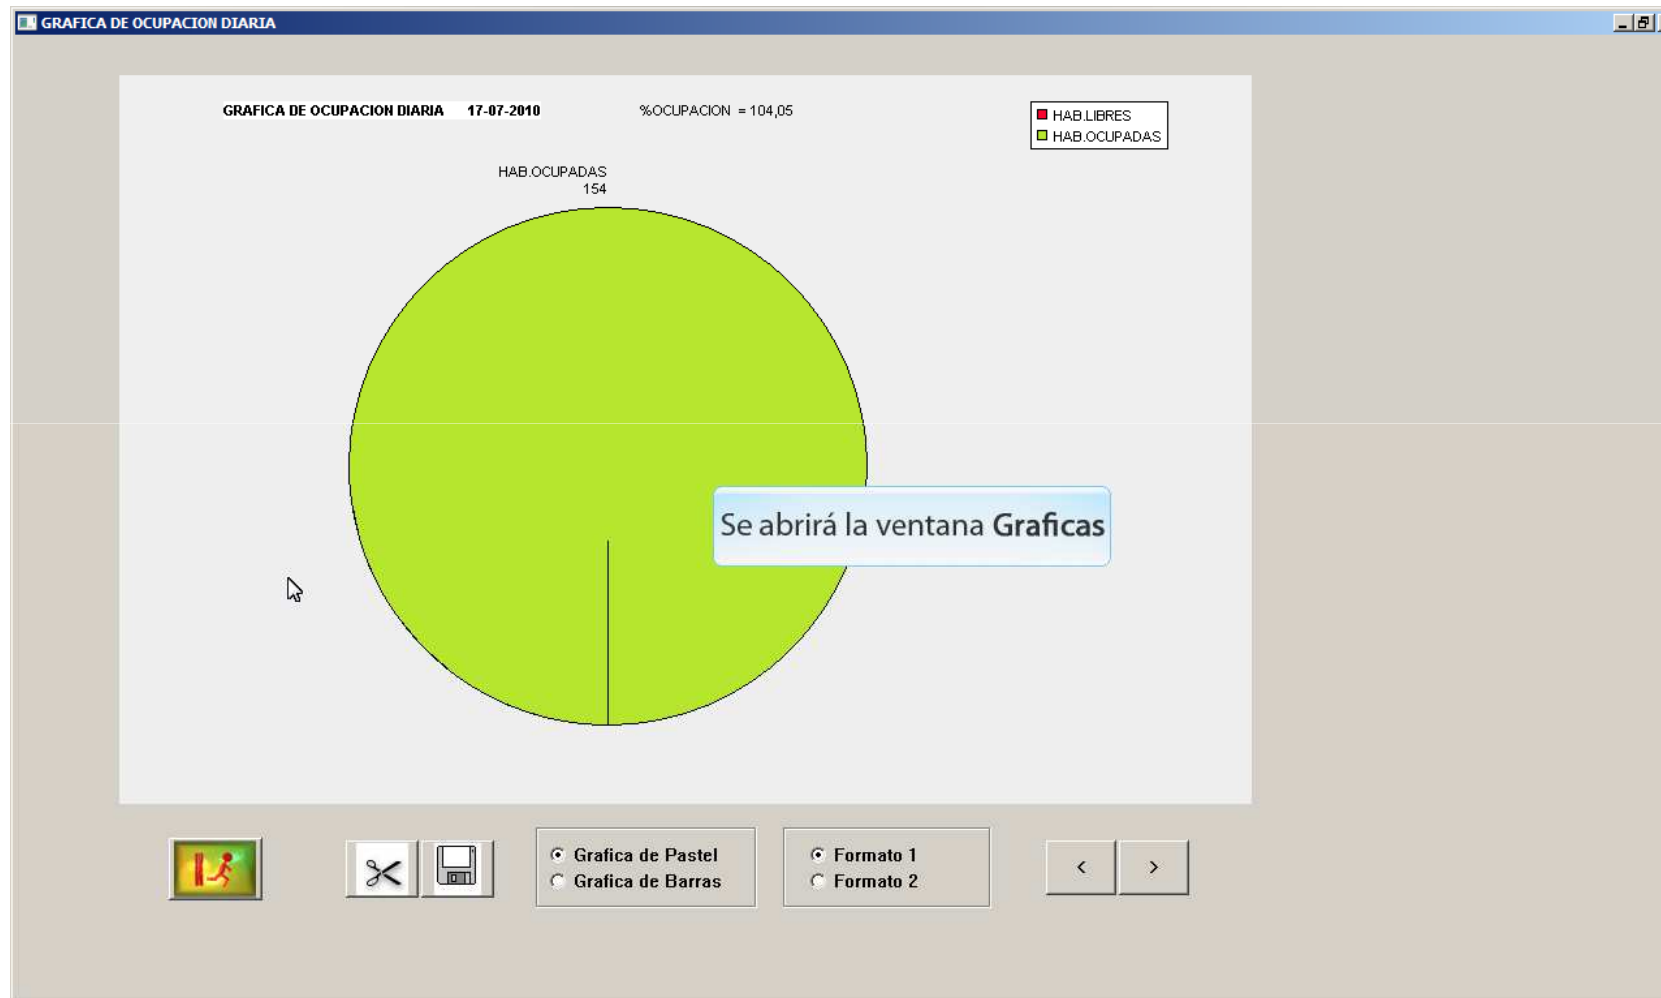 GRAFICA DE OCUPACION DIARIA
GRAFICA DE OCUPACION DIARIA 17-07-2010 %OCUPACION = 104,05
HAB.LIBRES
HAB.OCUPADAS
HAB.OCUPADAS
154
Se abrirá la ventana Graficas
Grafica de Pastel
Grafica de Barras
Formato 1
Formato 2
< >